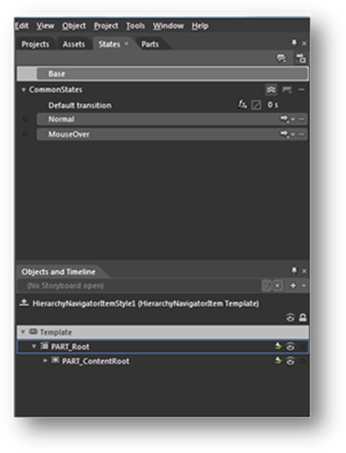 Edit View Object Project Tools Window Help
Projects Assets States × Parts
Base
CommonStates
Default transition fx 0 s
Normal
MouseOver
Objects and Timeline
(No Storyboard open)
HierarchyNavigatorItemStyle1 (HierarchyNavigatorItem Template)
Template
PART_Root
PART_ContentRoot